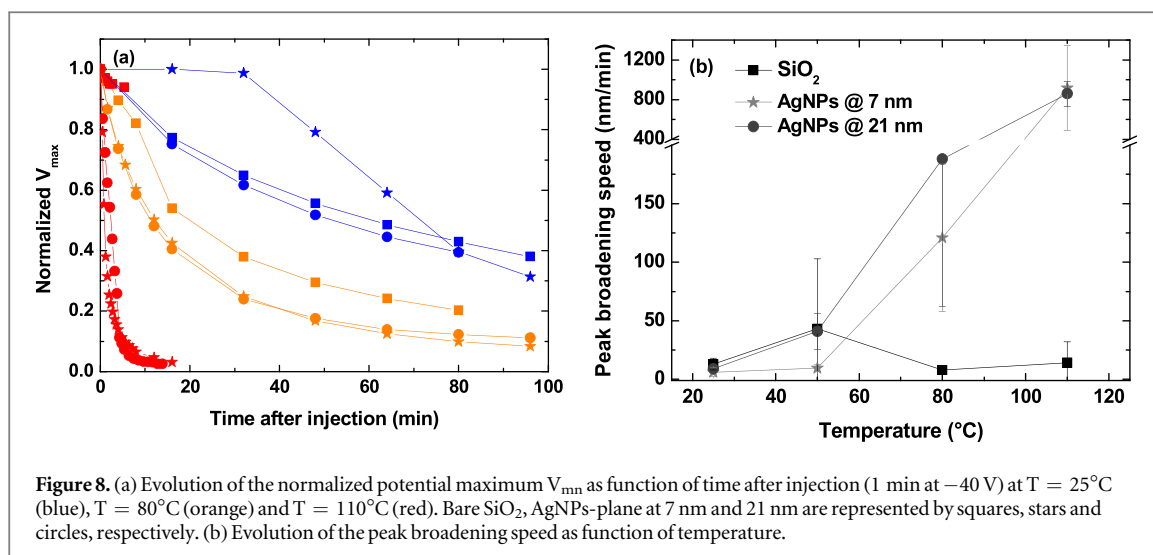 (a)
1.0
0.8
0.6
0.4
0.2
0.0
Normalized V_max
0 20 40 60 80 100
Time after injection (min)
(b)
SiO₂
AgNPs @ 7 nm
AgNPs @ 21 nm
1200
800
400
150
100
50
0
Peak broadening speed (nm/min)
20 40 60 80 100 120
Temperature (°C)
Figure 8. (a) Evolution of the normalized potential maximum V_mn as function of time after injection (1 min at −40 V) at T = 25°C
(blue), T = 80°C (orange) and T = 110°C (red). Bare SiO₂, AgNPs-plane at 7 nm and 21 nm are represented by squares, stars and
circles, respectively. (b) Evolution of the peak broadening speed as function of temperature.